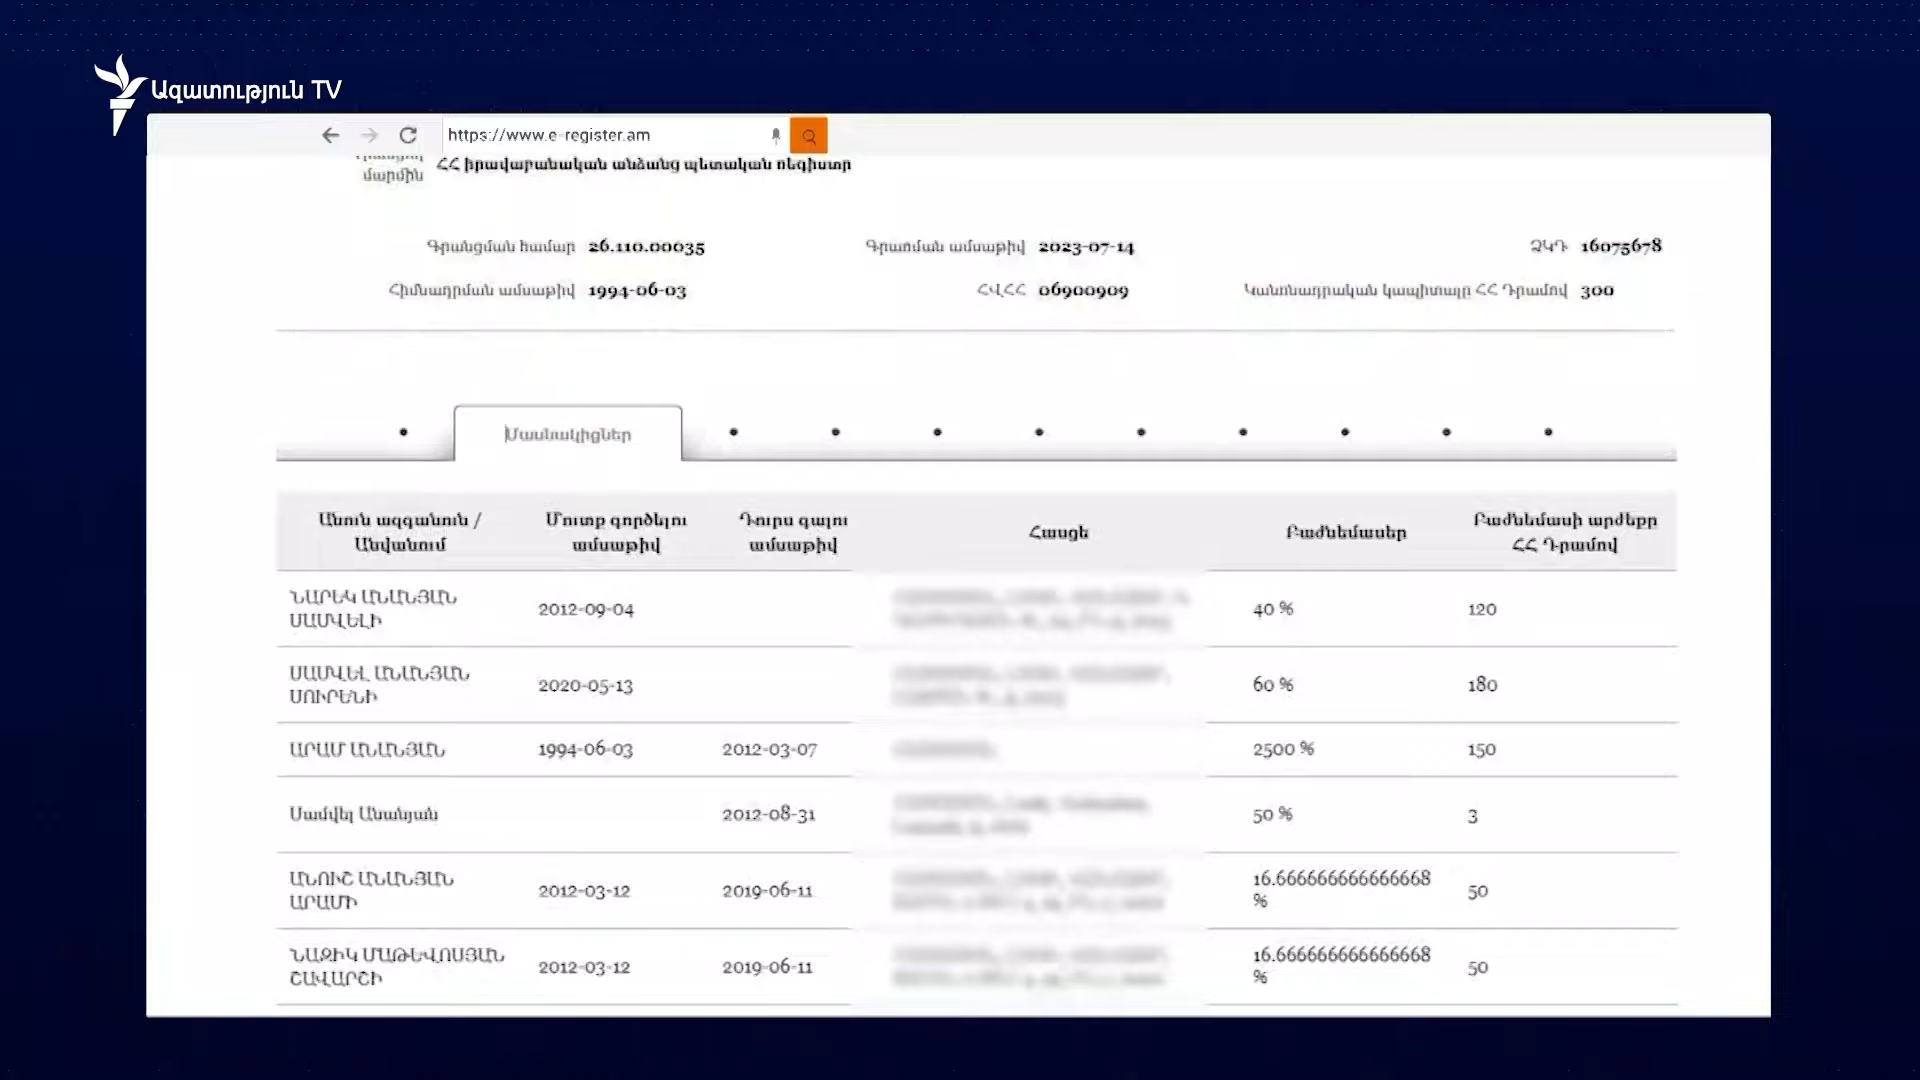 Ազատություն TV
https://www.e-register.am
մարմին ՀՀ իրավաբանական անձանց պետական ռեգիստր
Գրանցման համար 26.110.00035 Գրառման ամսաթիվ 2023-07-14 ՁԿԴ 16075678
Հիմնադրման ամսաթիվ 1994-06-03 ՀՎՀՀ 06900909 Կանոնադրական կապիտալը ՀՀ Դրամով 300
Մասնակիցներ
Անուն ազգանուն / Անվանում Մուտք գործելու ամսաթիվ Դուրս գալու ամսաթիվ Հասցե Բաժնեմասեր Բաժնեմասի արժեքը ՀՀ Դրամով
ՆԱՐԵԿ ԱՆԱՆՅԱՆ ՍԱՄՎԵԼԻ 2012-09-04 40 % 120
ՍԱՄՎԵԼ ԱՆԱՆՅԱՆ ՍՈՒՐԵՆԻ 2020-05-13 60 % 180
ԱՐԱՄ ԱՆԱՆՅԱՆ 1994-06-03 2012-03-07 2500 % 150
Սամվել Անանյան 2012-08-31 50 % 3
ԱՆՈՒՇ ԱՆԱՆՅԱՆ ԱՐԱՄԻ 2012-03-12 2019-06-11 16.666666666666668 % 50
ՆԱԶԻԿ ՄԱԹԵՎՈՍՅԱՆ ՇԱՎԱՐՇԻ 2012-03-12 2019-06-11 16.666666666666668 % 50